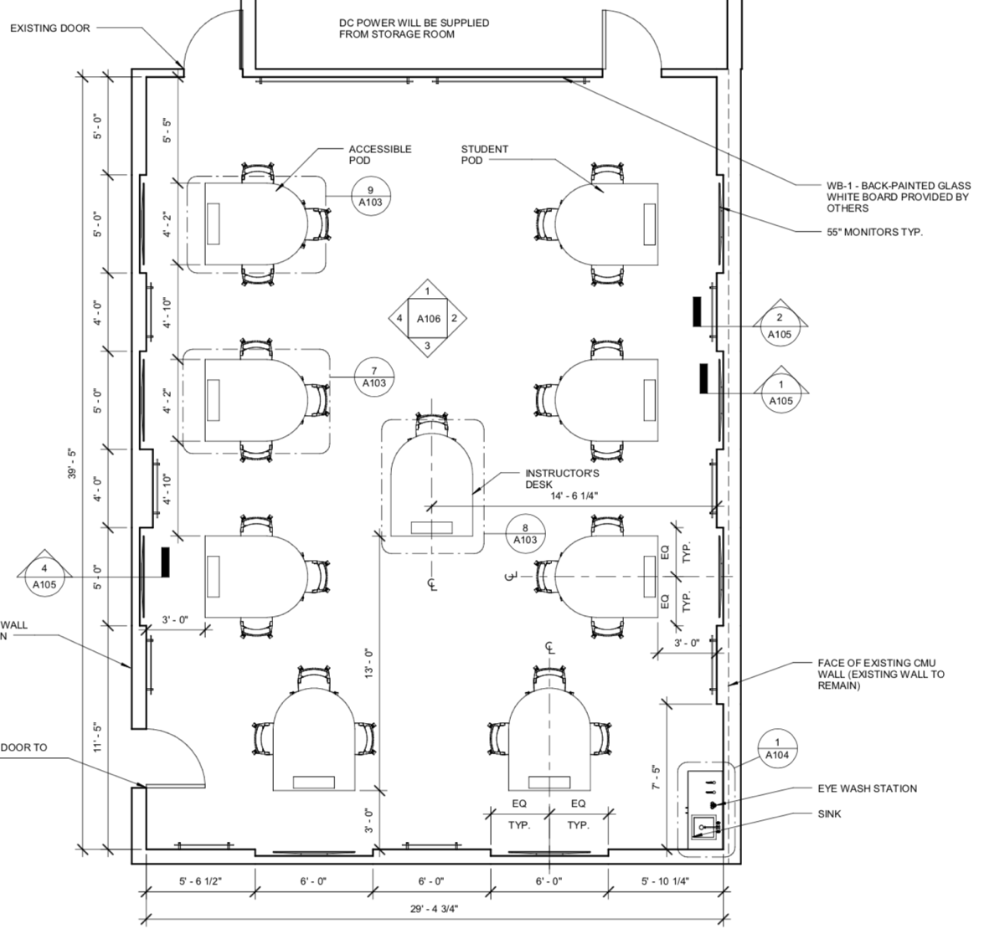 EXISTING DOOR
DC POWER WILL BE SUPPLIED
FROM STORAGE ROOM
ACCESSIBLE
POD
STUDENT
POD
9
A103
WB-1 - BACK-PAINTED GLASS
WHITE BOARD PROVIDED BY
OTHERS
55" MONITORS TYP.
5' - 0"
5' - 5"
5' - 0"
4' - 2"
4' - 0"
4' - 10"
1
4
A106
2
3
2
A105
7
A103
1
A105
5' - 0"
4' - 2"
39' - 5"
4' - 0"
4' - 10"
INSTRUCTOR'S
DESK
14' - 6 1/4"
8
A103
EQ
TYP.
EQ
TYP.
4
A105
5' - 0"
3' - 0"
WALL
N
3' - 0"
13' - 0"
FACE OF EXISTING CMU
WALL (EXISTING WALL TO
REMAIN)
DOOR TO
11' - 5"
1
A104
7' - 5"
EYE WASH STATION
SINK
EQ
EQ
TYP.
TYP.
3' - 0"
5' - 6 1/2"
6' - 0"
6' - 0"
6' - 0"
5' - 10 1/4"
29' - 4 3/4"